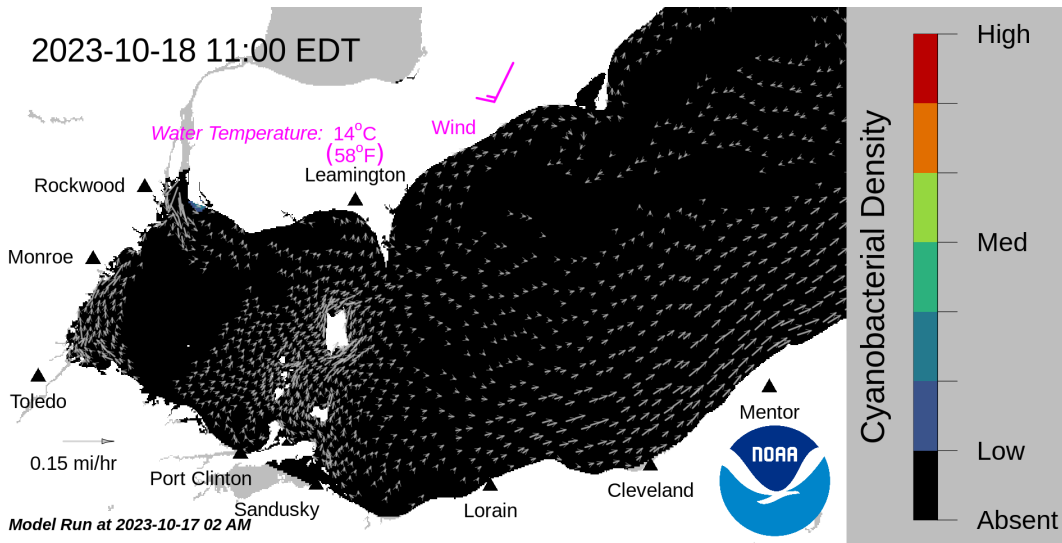 2023-10-18 11:00 EDT
Water Temperature: 14°C
(58°F)
Wind
Leamington
Rockwood
Monroe
Toledo
0.15 mi/hr
Port Clinton
Sandusky
Lorain
Cleveland
Mentor
NOAA
Model Run at 2023-10-17 02 AM
Cyanobacterial Density
High
Med
Low
Absent